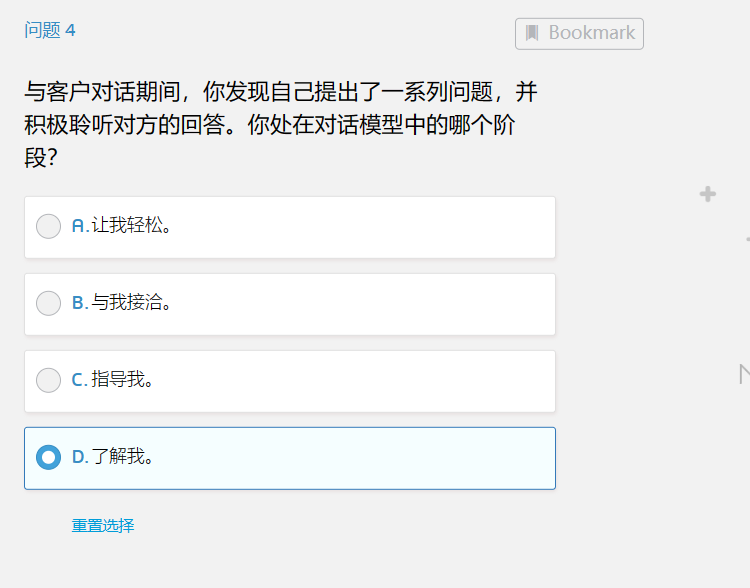 问题 4
Bookmark
与客户对话期间，你发现自己提出了一系列问题，并
积极聆听对方的回答。你处在对话模型中的哪个阶
段？
A.让我轻松。
B.与我接洽。
C.指导我。
D.了解我。
重置选择